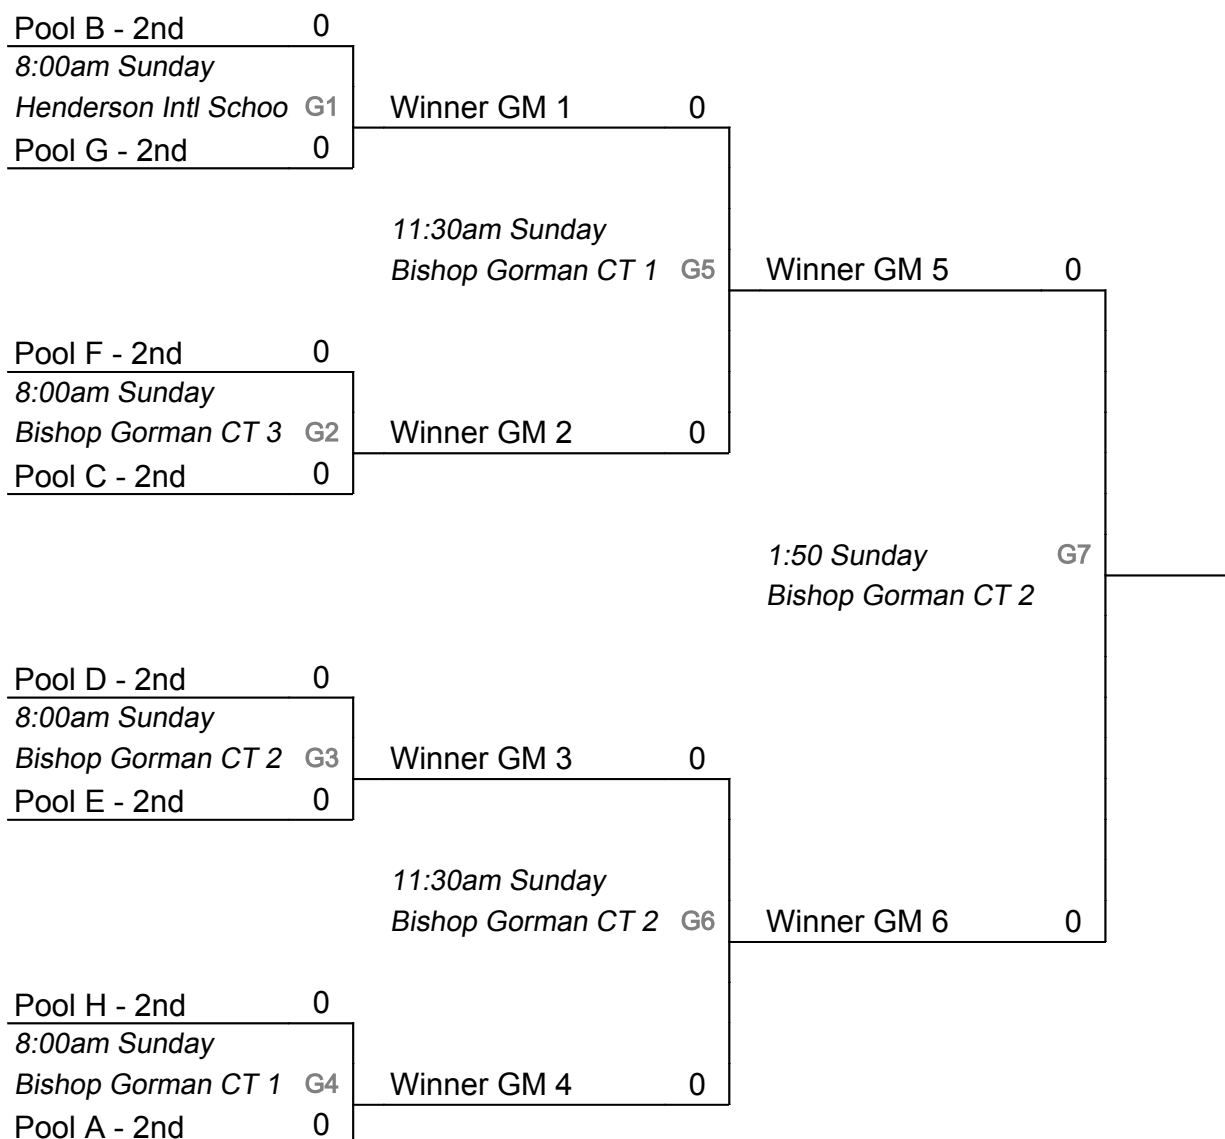 Pool B - 2nd 0
8:00am Sunday
Henderson Intl Schoo G1
Winner GM 1 0
Pool G - 2nd 0
11:30am Sunday
Bishop Gorman CT 1 G5
Winner GM 5 0
Pool F - 2nd 0
8:00am Sunday
Bishop Gorman CT 3 G2
Winner GM 2 0
Pool C - 2nd 0
1:50 Sunday G7
Bishop Gorman CT 2
Pool D - 2nd 0
8:00am Sunday
Bishop Gorman CT 2 G3
Winner GM 3 0
Pool E - 2nd 0
11:30am Sunday
Bishop Gorman CT 2 G6
Winner GM 6 0
Pool H - 2nd 0
8:00am Sunday
Bishop Gorman CT 1 G4
Winner GM 4 0
Pool A - 2nd 0